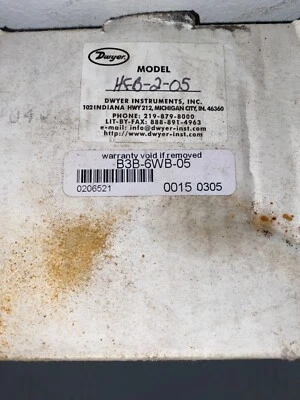 Dwyer
MODEL
HFB-2-05
DWYER INSTRUMENTS, INC.
102 INDIANA HWY 212, MICHIGAN CITY, IN. 46360
PHONE: 219-879-8000
LIT-BY-FAX: 888-891-4963
e-mail: info@dwyer-inst.com
http://www.dwyer-inst.com
warranty void if removed
B3B-6WB-05
0206521
0015 0305